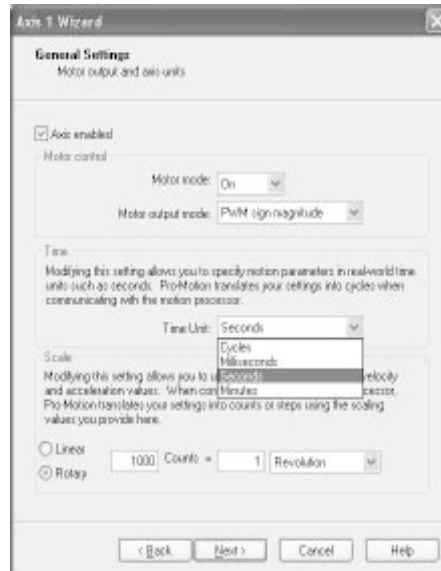 Axis 1 Wizard
General Settings
Motor output and axis units
Axis enabled
Motor control
Motor mode: On
Motor output mode: PWM sign magnitude
Time
Modifying this setting allows you to specify motion parameters in real-world time
units such as seconds. Pro-Motion translates your settings into cycles when
communicating with the motion processor.
Time Unit: Seconds
Cycles
Milliseconds
Seconds
Minutes
Scale
Modifying this setting allows you to u velocity
and acceleration values. When con cessor,
Pro-Motion translates your settings into counts or steps using the scaling
values you provide here.
Linear
Rotary
1000 Counts = 1 Revolution
< Back
Next >
Cancel
Help